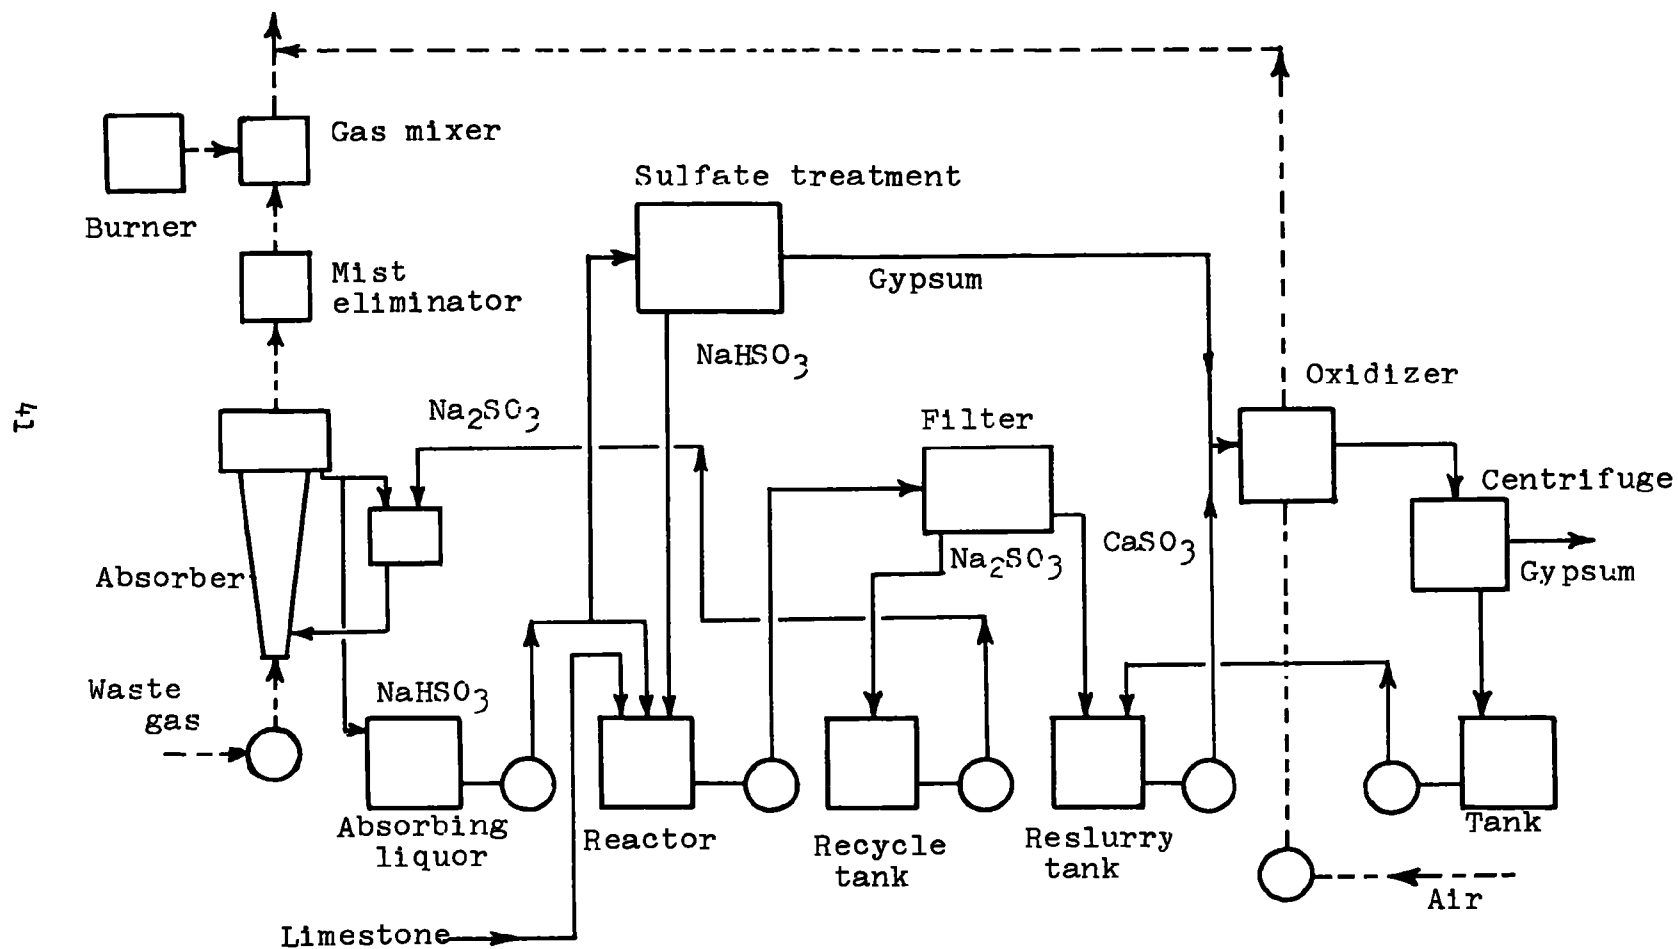 Gas mixer
Burner
Sulfate treatment
Mist
eliminator
Gypsum
NaHSO3
Oxidizer
Na2SO3
Filter
Centrifuge
Absorber
Na2SO3
CaSO3
Gypsum
Waste
gas
NaHSO3
Absorbing
liquor
Reactor
Recycle
tank
Reslurry
tank
Tank
Air
Limestone
41